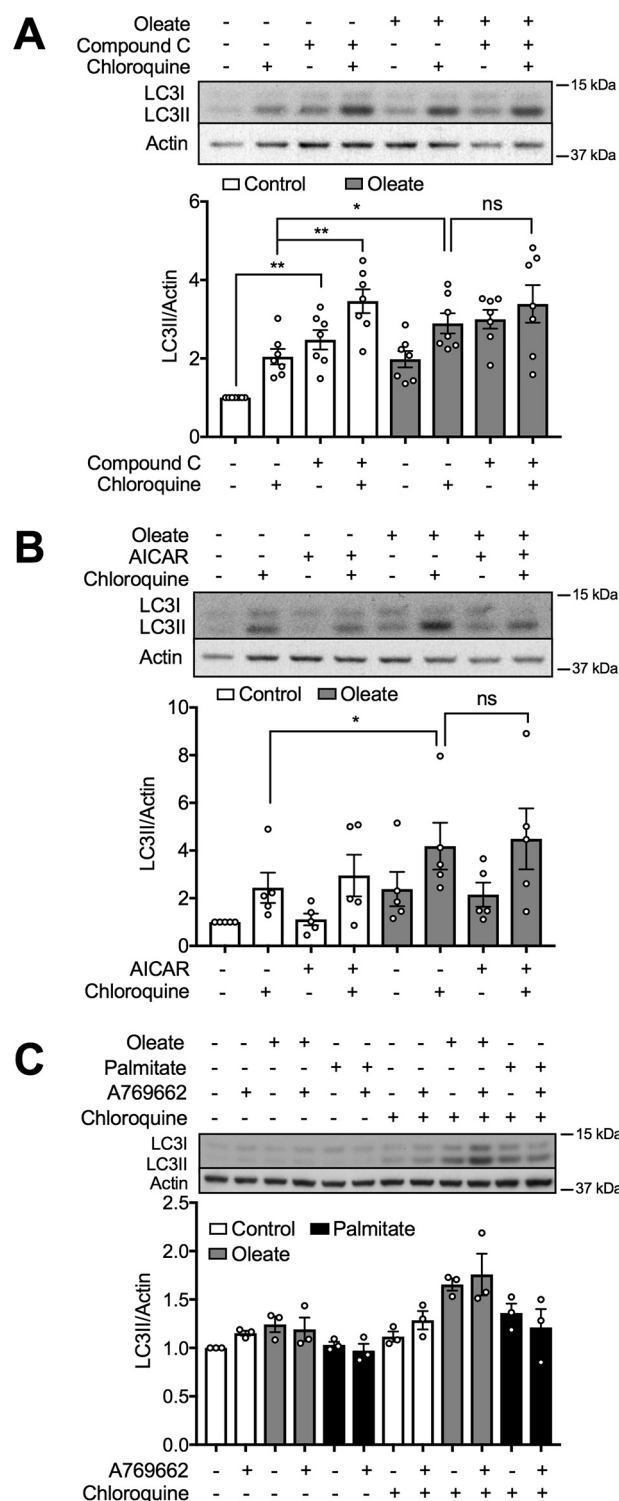 A
Oleate - - - - + + + +
Compound C - - + + - - + +
Chloroquine - + - + - + - +
LC3I
LC3II
Actin
15 kDa
37 kDa
Control Oleate
* ns
**
**
LC3II/Actin
6
4
2
0
Compound C - - + + - - + +
Chloroquine - + - + - + - +
B
Oleate - - - - + + + +
AICAR - - + + - - + +
Chloroquine - + - + - + - +
LC3I
LC3II
Actin
15 kDa
37 kDa
Control Oleate
* ns
LC3II/Actin
10
8
6
4
2
0
AICAR - - + + - - + +
Chloroquine - + - + - + - +
C
Oleate - - + + - - - - + + - -
Palmitate - - - - + + - - - - + +
A769662 - + - + - + - + - + - +
Chloroquine - - - - - - + + + + + +
LC3I
LC3II
Actin
15 kDa
37 kDa
Control Palmitate
Oleate
LC3II/Actin
2.5
2.0
1.5
1.0
0.5
0.0
A769662 - + - + - + - + - + - +
Chloroquine - - - - - - + + + + + +